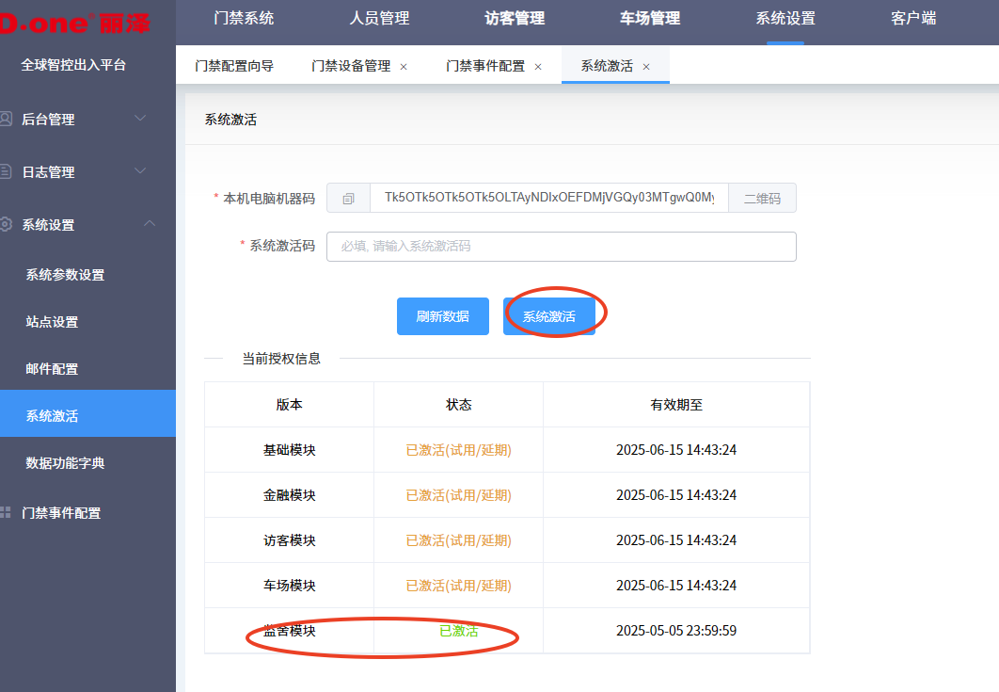 D-one 丽泽
全球智控出入平台
门禁系统 人员管理 访客管理 车场管理 系统设置 客户端
门禁配置向导 门禁设备管理 × 门禁事件配置 × 系统激活 ×
后台管理
日志管理
系统设置
系统参数设置
站点设置
邮件配置
系统激活
数据功能字典
门禁事件配置
系统激活
* 本机电脑机器码 Tk5OTk5OTk5OTk5OLTAyNDIxOEFDMjVGQy03MTgwQ0My 二维码
* 系统激活码 必填, 请输入系统激活码
刷新数据 系统激活
当前授权信息
版本 状态 有效期至
基础模块 已激活(试用/延期) 2025-06-15 14:43:24
金融模块 已激活(试用/延期) 2025-06-15 14:43:24
访客模块 已激活(试用/延期) 2025-06-15 14:43:24
车场模块 已激活(试用/延期) 2025-06-15 14:43:24
监舍模块 已激活 2025-05-05 23:59:59